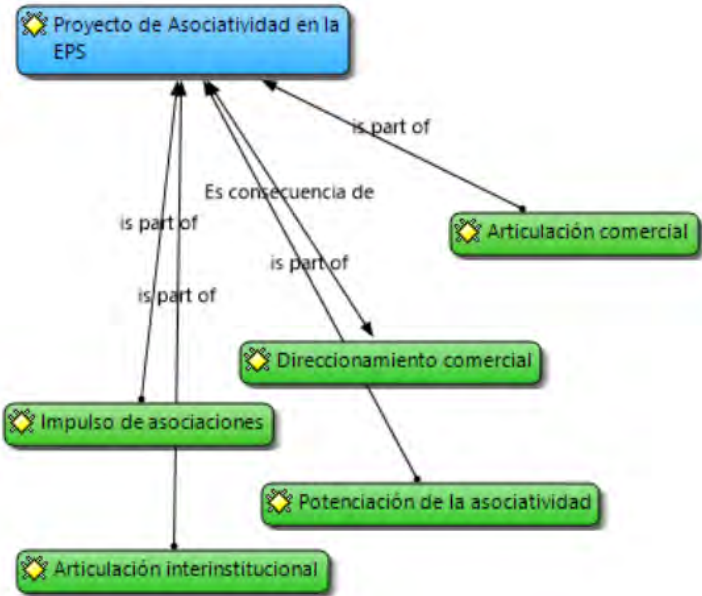 Proyecto de Asociatividad en la
EPS
is part of
Es consecuencia de
Articulación comercial
is part of
is part of
is part of
Direccionamiento comercial
Impulso de asociaciones
Potenciación de la asociatividad
Articulación interinstitucional